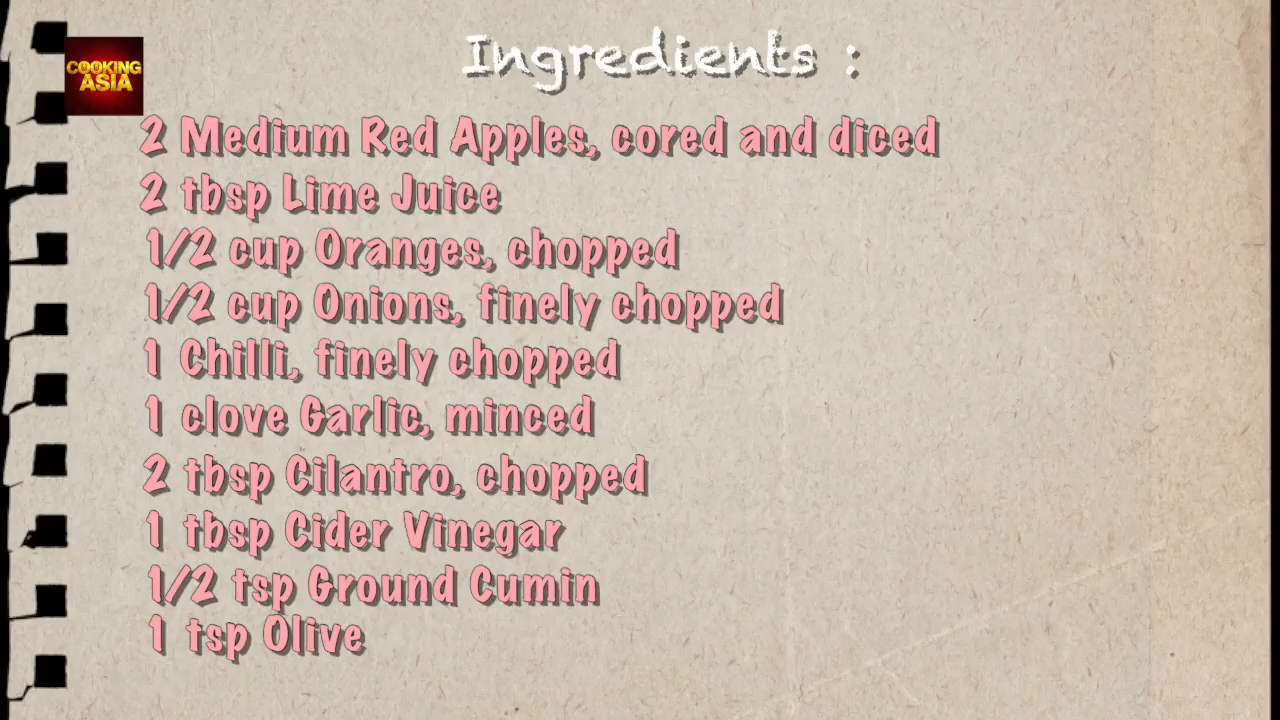 Ingredients :
COOKING
ASIA
2 Medium Red Apples, cored and diced
2 tbsp Lime Juice
1/2 cup Oranges, chopped
1/2 cup Onions, finely chopped
1 Chilli, finely chopped
1 clove Garlic, minced
2 tbsp Cilantro, chopped
1 tbsp Cider Vinegar
1/2 tsp Ground Cumin
1 tsp Olive